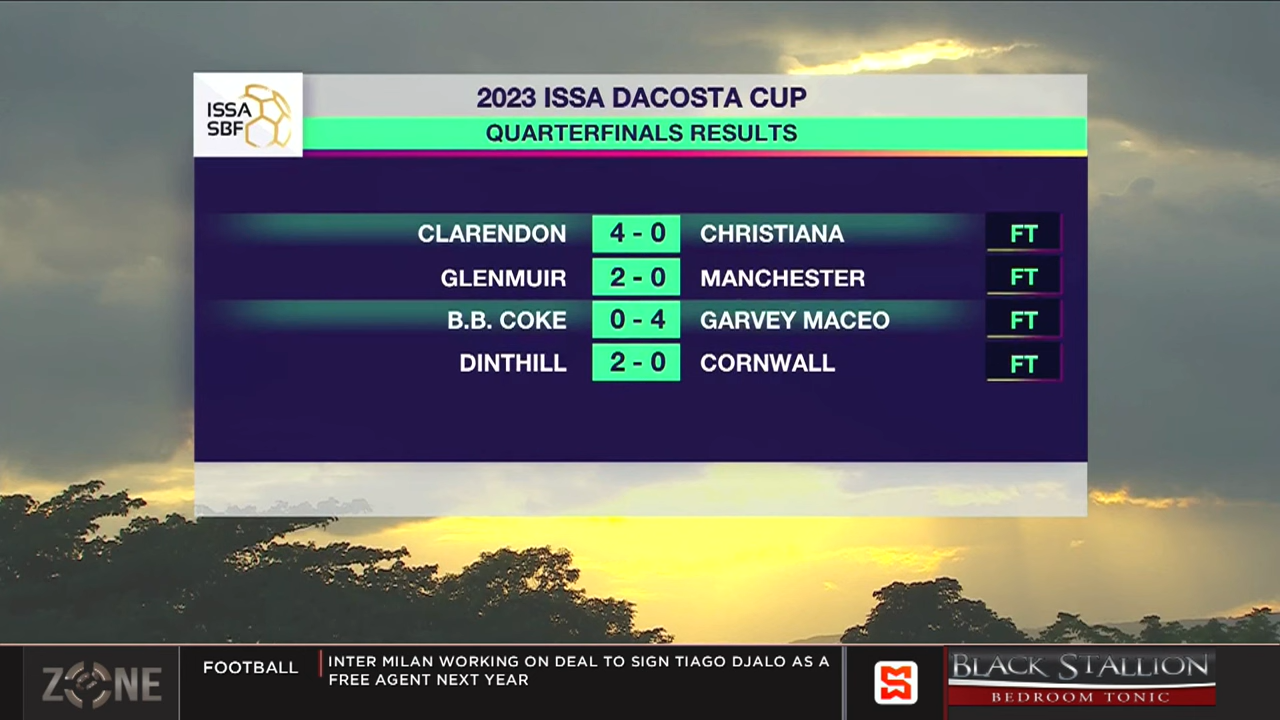 ISSA
SBF
2023 ISSA DACOSTA CUP
QUARTERFINALS RESULTS
CLARENDON 4 - 0 CHRISTIANA FT
GLENMUIR 2 - 0 MANCHESTER FT
B.B. COKE 0 - 4 GARVEY MACEO FT
DINTHILL 2 - 0 CORNWALL FT
ZONE
FOOTBALL
INTER MILAN WORKING ON DEAL TO SIGN TIAGO DJALO AS A
FREE AGENT NEXT YEAR
BLACK STALLION
BEDROOM TONIC